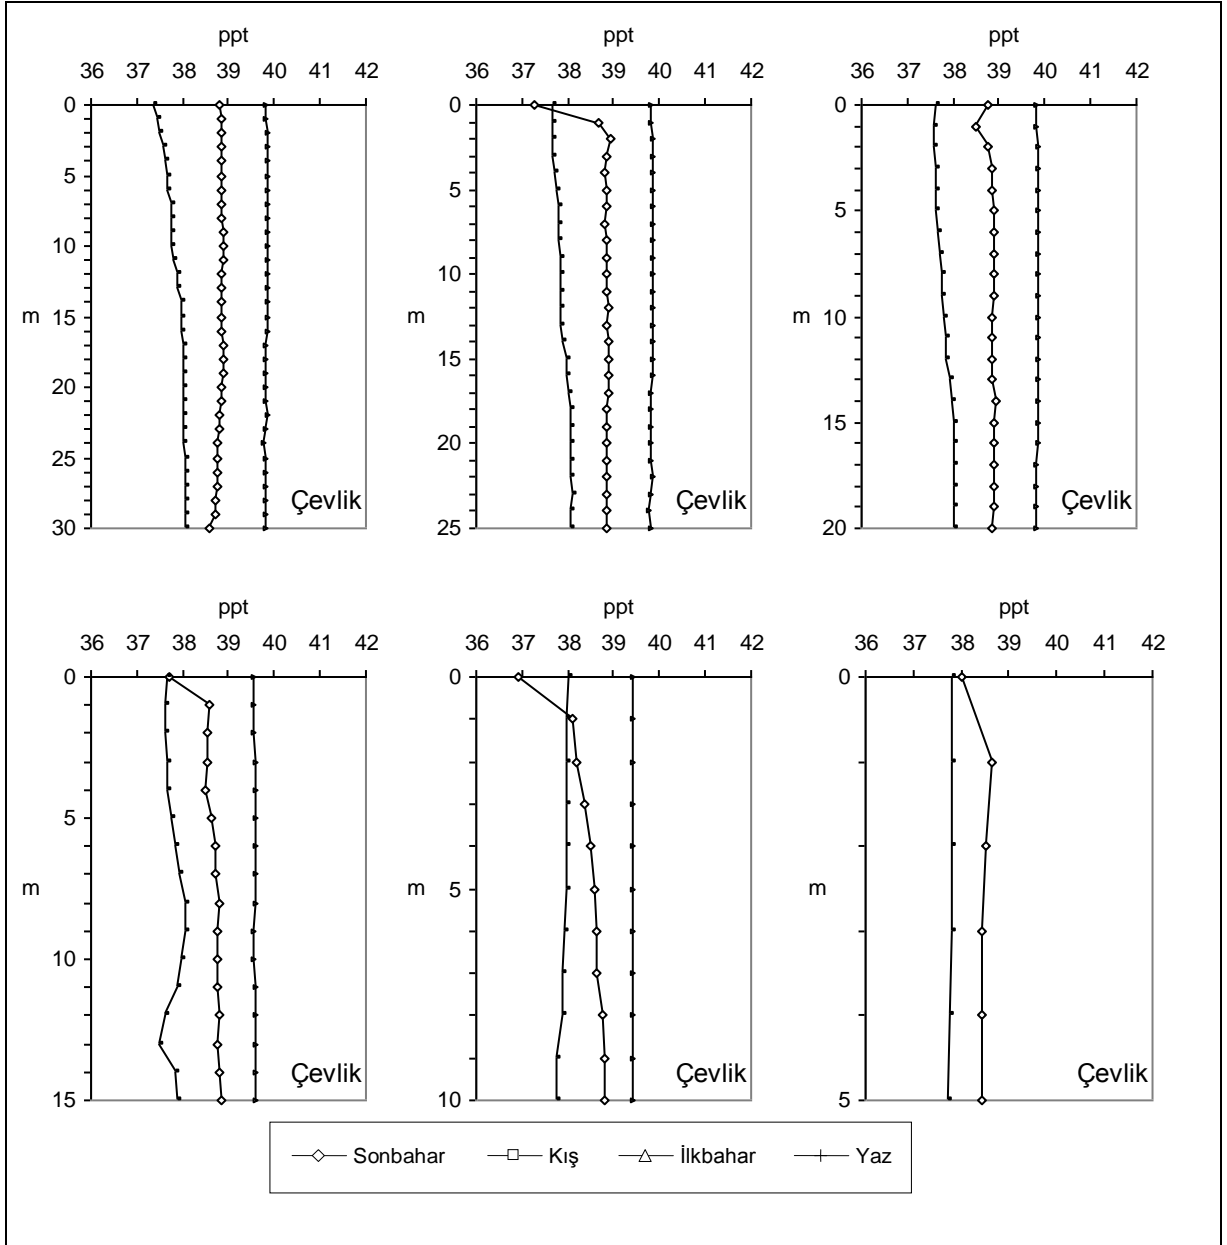 ppt ppt ppt
36 37 38 39 40 41 42 36 37 38 39 40 41 42 36 37 38 39 40 41 42
0 0 0
5 5 5
10 10 10
m 15 m 15 m
20 20 15
25 Çevlik Çevlik Çevlik
30 25 20
ppt ppt ppt
36 37 38 39 40 41 42 36 37 38 39 40 41 42 36 37 38 39 40 41 42
0 0 0
5
m m 5 m
10
Çevlik Çevlik Çevlik
15 10 5
Sonbahar Kış İlkbahar Yaz